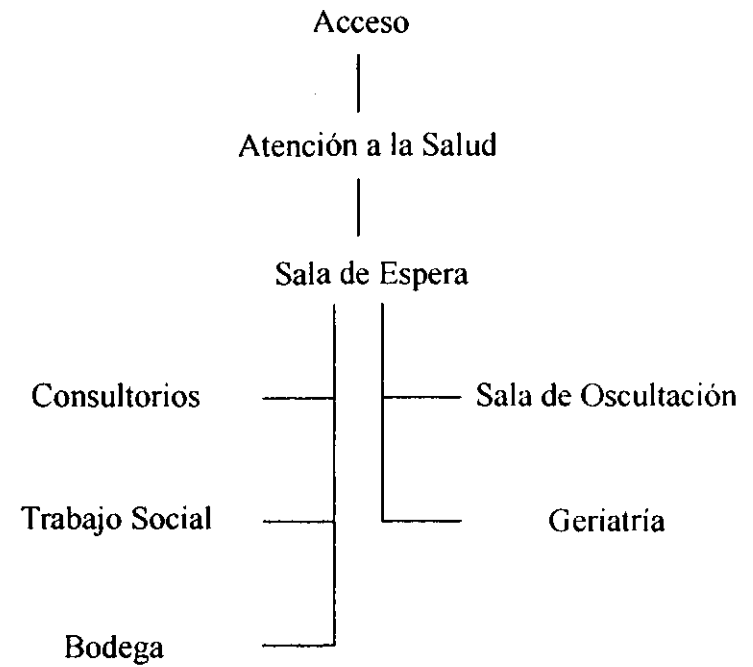 Acceso
Atención a la Salud
Sala de Espera
Consultorios
Sala de Oscultación
Trabajo Social
Geriatría
Bodega